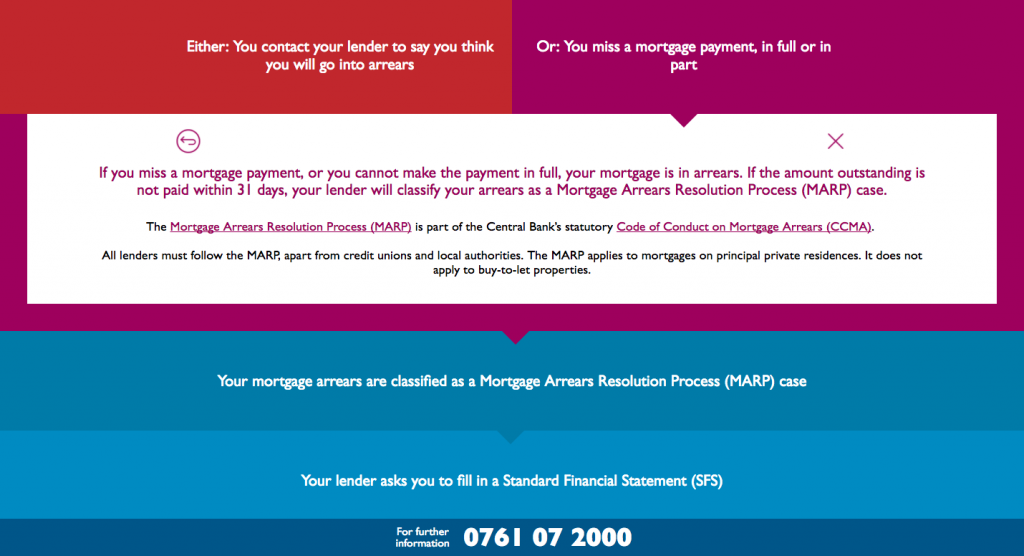 Either: You contact your lender to say you think
you will go into arrears
Or: You miss a mortgage payment, in full or in
part
If you miss a mortgage payment, or you cannot make the payment in full, your mortgage is in arrears. If the amount outstanding is
not paid within 31 days, your lender will classify your arrears as a Mortgage Arrears Resolution Process (MARP) case.
The Mortgage Arrears Resolution Process (MARP) is part of the Central Bank's statutory Code of Conduct on Mortgage Arrears (CCMA).
All lenders must follow the MARP, apart from credit unions and local authorities. The MARP applies to mortgages on principal private residences. It does not
apply to buy-to-let properties.
Your mortgage arrears are classified as a Mortgage Arrears Resolution Process (MARP) case
Your lender asks you to fill in a Standard Financial Statement (SFS)
For further
information
0761 07 2000